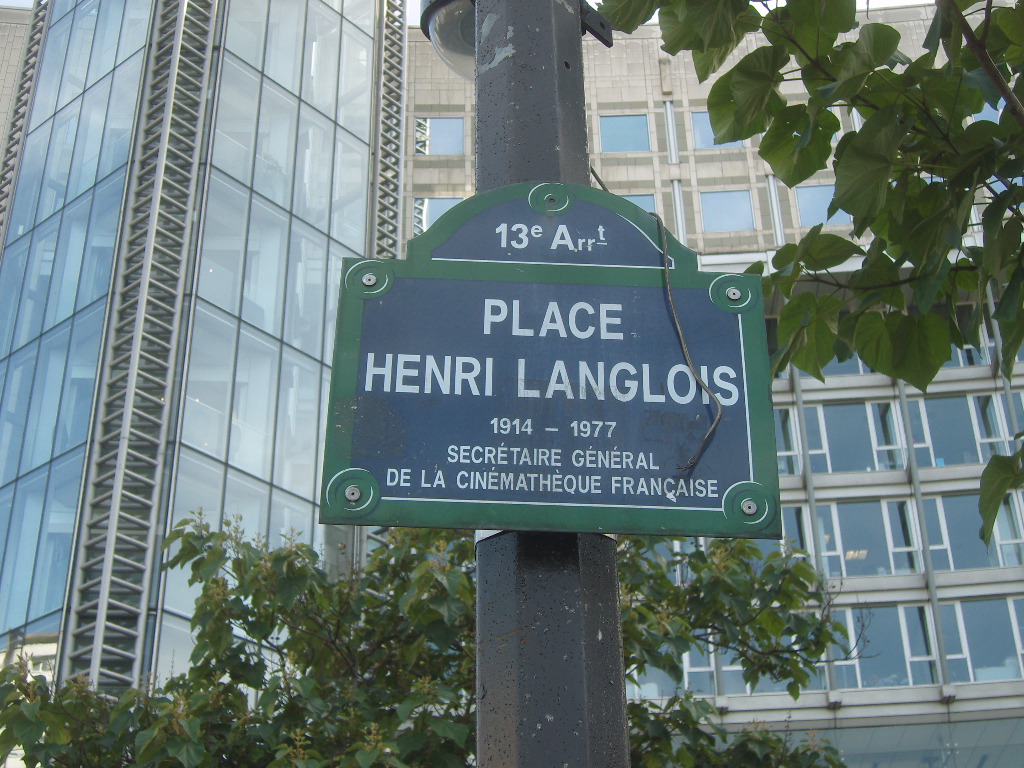 13e Arrt
PLACE
HENRI LANGLOIS
1914 – 1977
SECRÉTAIRE GÉNÉRAL
DE LA CINÉMATHÈQUE FRANÇAISE